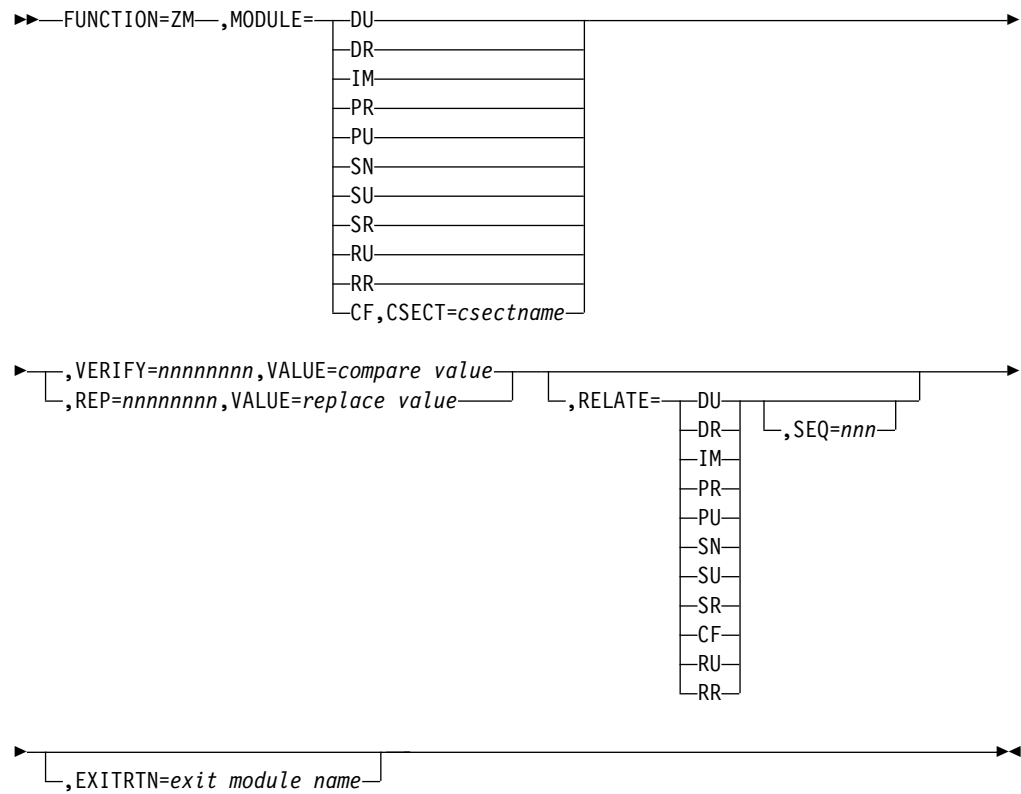 FUNCTION=ZM ,MODULE= DU
DR
IM
PR
PU
SN
SU
SR
RU
RR
CF,CSECT=csectname
,VERIFY=nnnnnnnn,VALUE=compare value
,REP=nnnnnnnn,VALUE=replace value
,RELATE= DU
DR
IM
PR
PU
SN
SU
SR
CF
RU
RR
,SEQ=nnn
,EXITRTN=exit module name